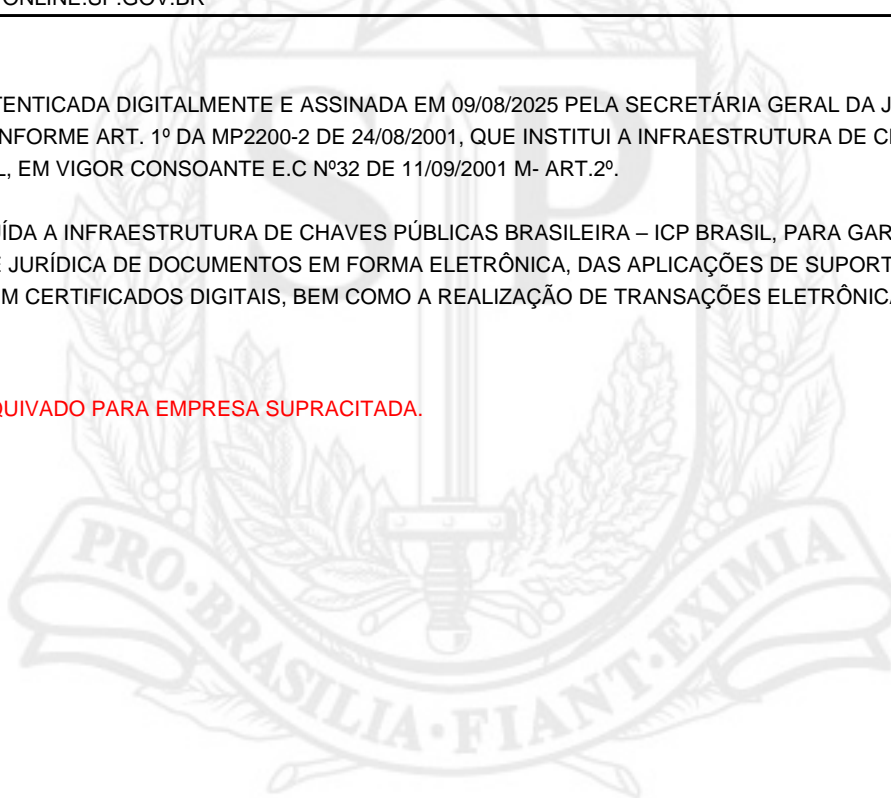 ONLINE.SP.GOV.BR
TENTICADA DIGITALMENTE E ASSINADA EM 09/08/2025 PELA SECRETÁRIA GERAL DA J
NFORME ART. 1º DA MP2200-2 DE 24/08/2001, QUE INSTITUI A INFRAESTRUTURA DE C
L, EM VIGOR CONSOANTE E.C Nº32 DE 11/09/2001 M- ART.2º.
UÍDA A INFRAESTRUTURA DE CHAVES PÚBLICAS BRASILEIRA – ICP BRASIL, PARA GAR
E JURÍDICA DE DOCUMENTOS EM FORMA ELETRÔNICA, DAS APLICAÇÕES DE SUPORT
M CERTIFICADOS DIGITAIS, BEM COMO A REALIZAÇÃO DE TRANSAÇÕES ELETRÔNICA
QUIVADO PARA EMPRESA SUPRACITADA.
SP
PRO·BRASILIA·FIANT·EXIMIA